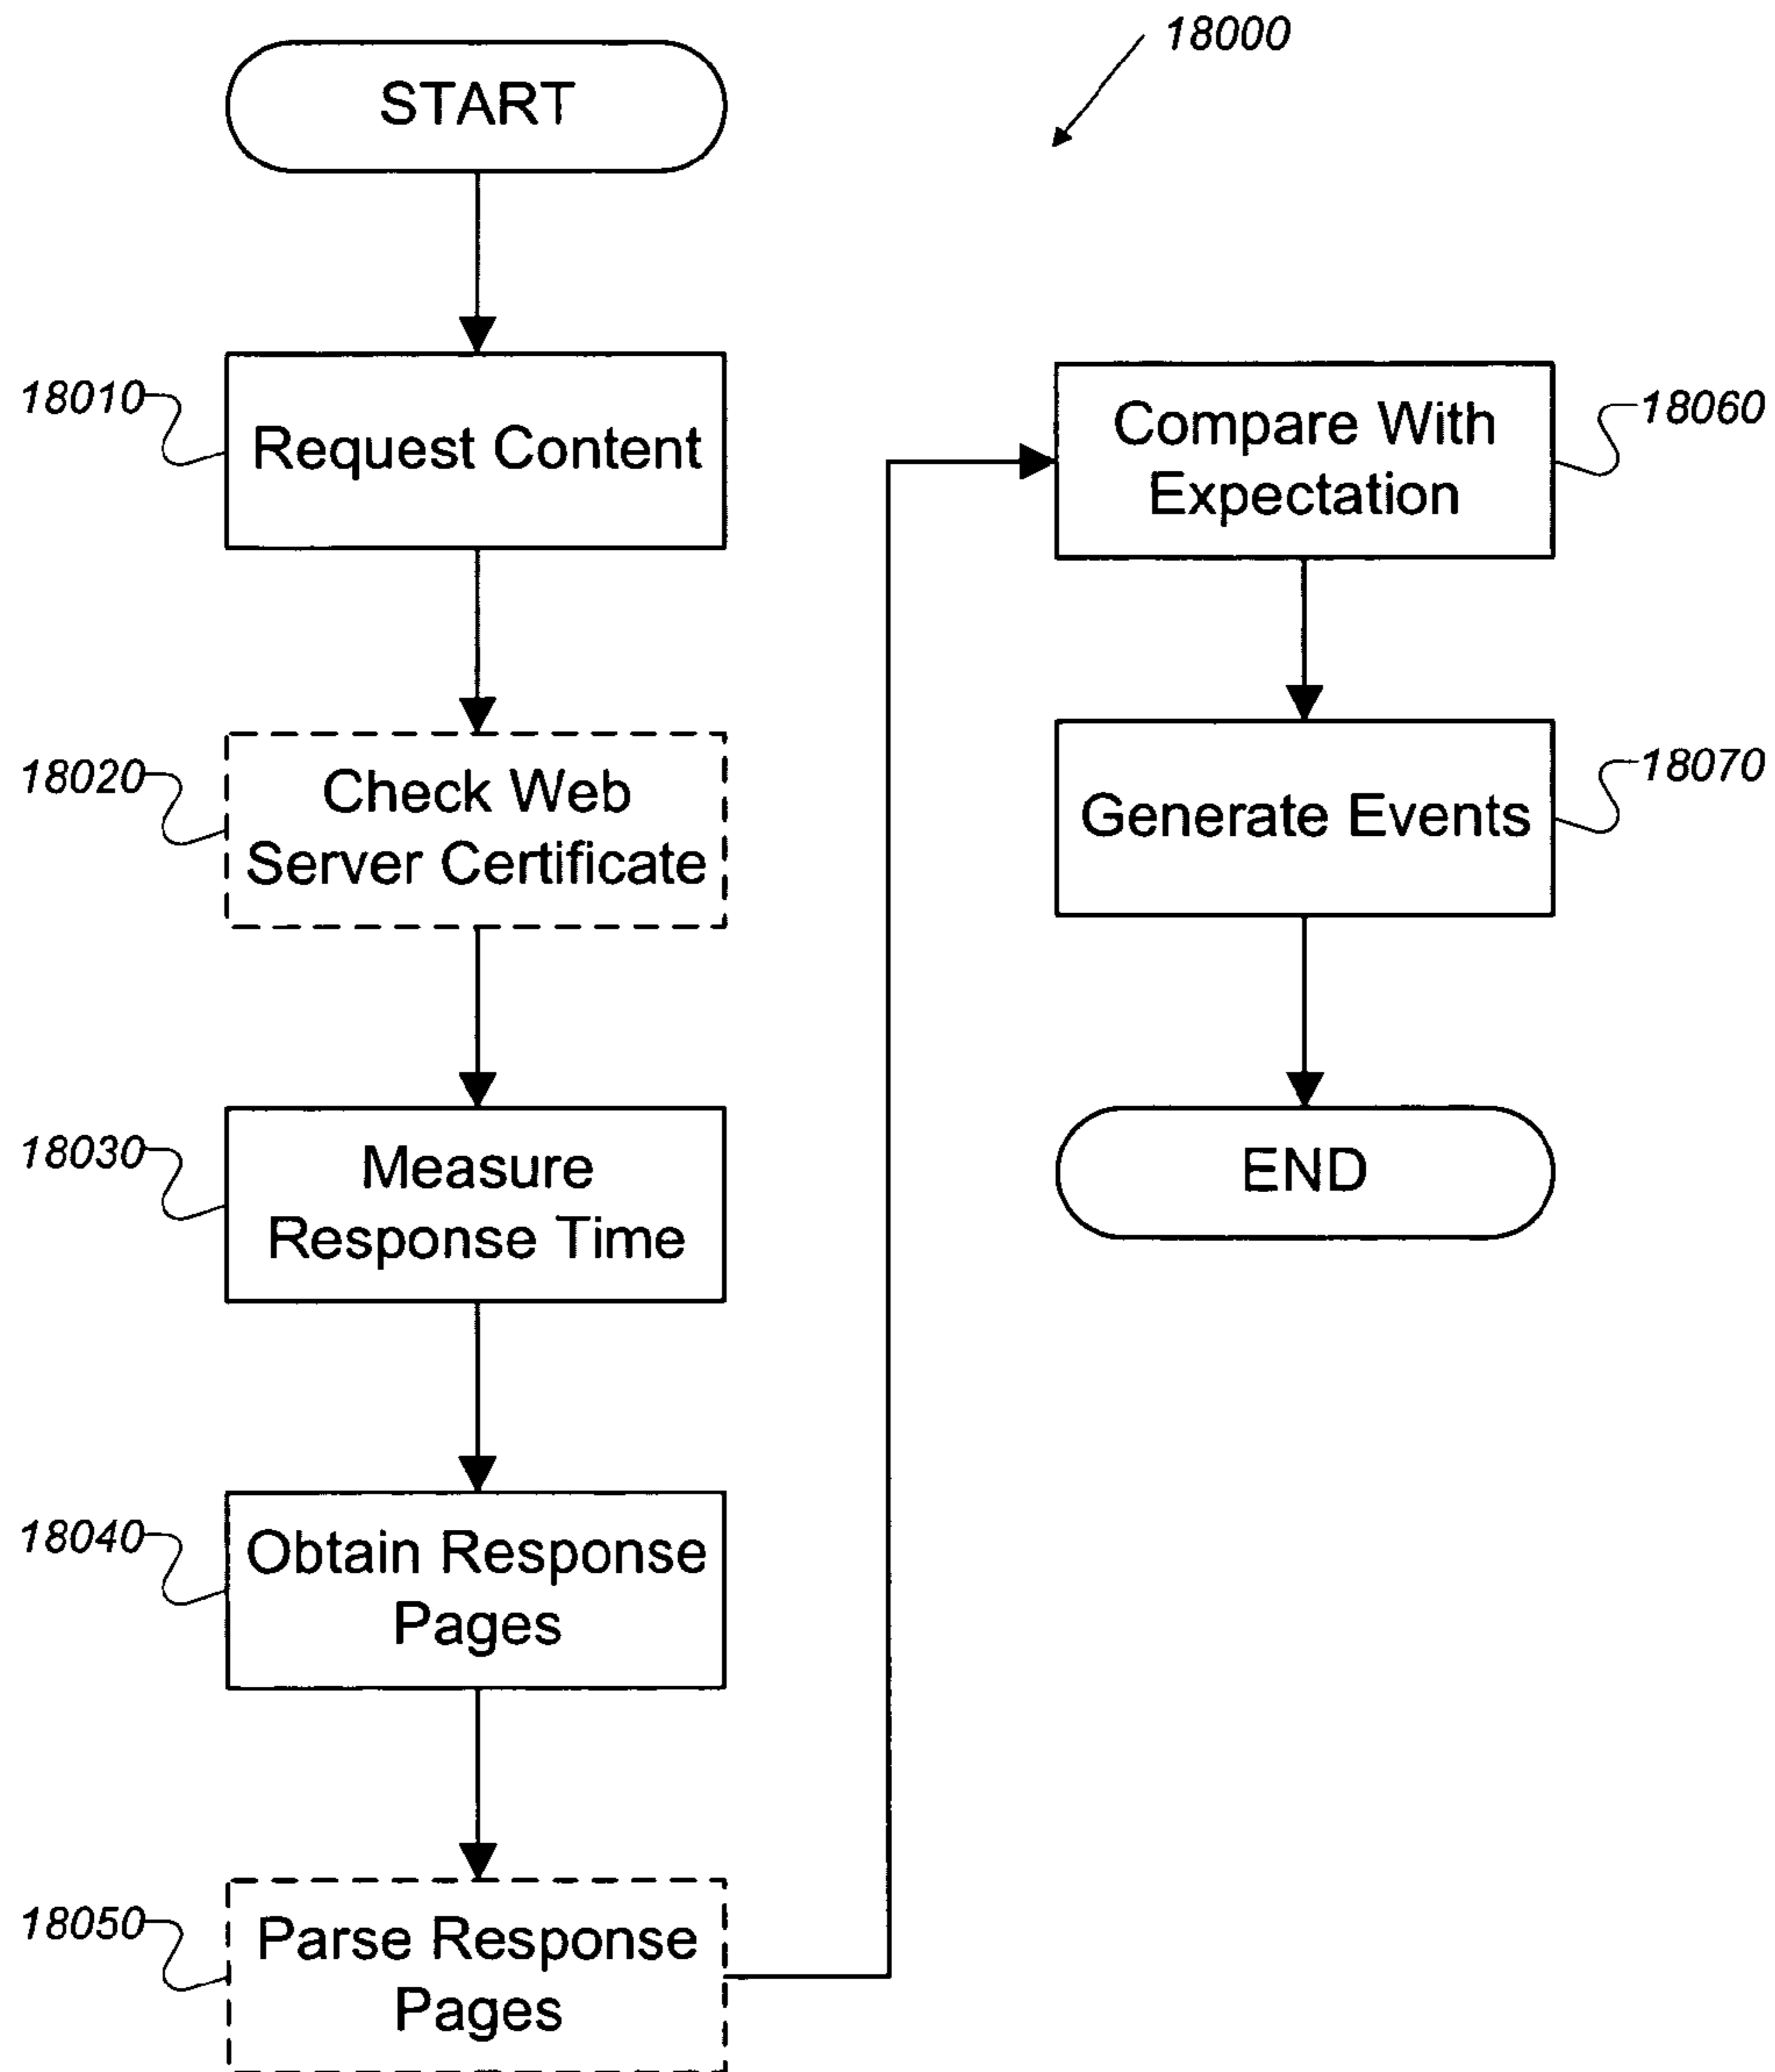 18000
START
18010
Request Content
18020
Check Web
Server Certificate
18030
Measure
Response Time
18040
Obtain Response
Pages
18050
Parse Response
Pages
Compare With
Expectation
18060
Generate Events
18070
END